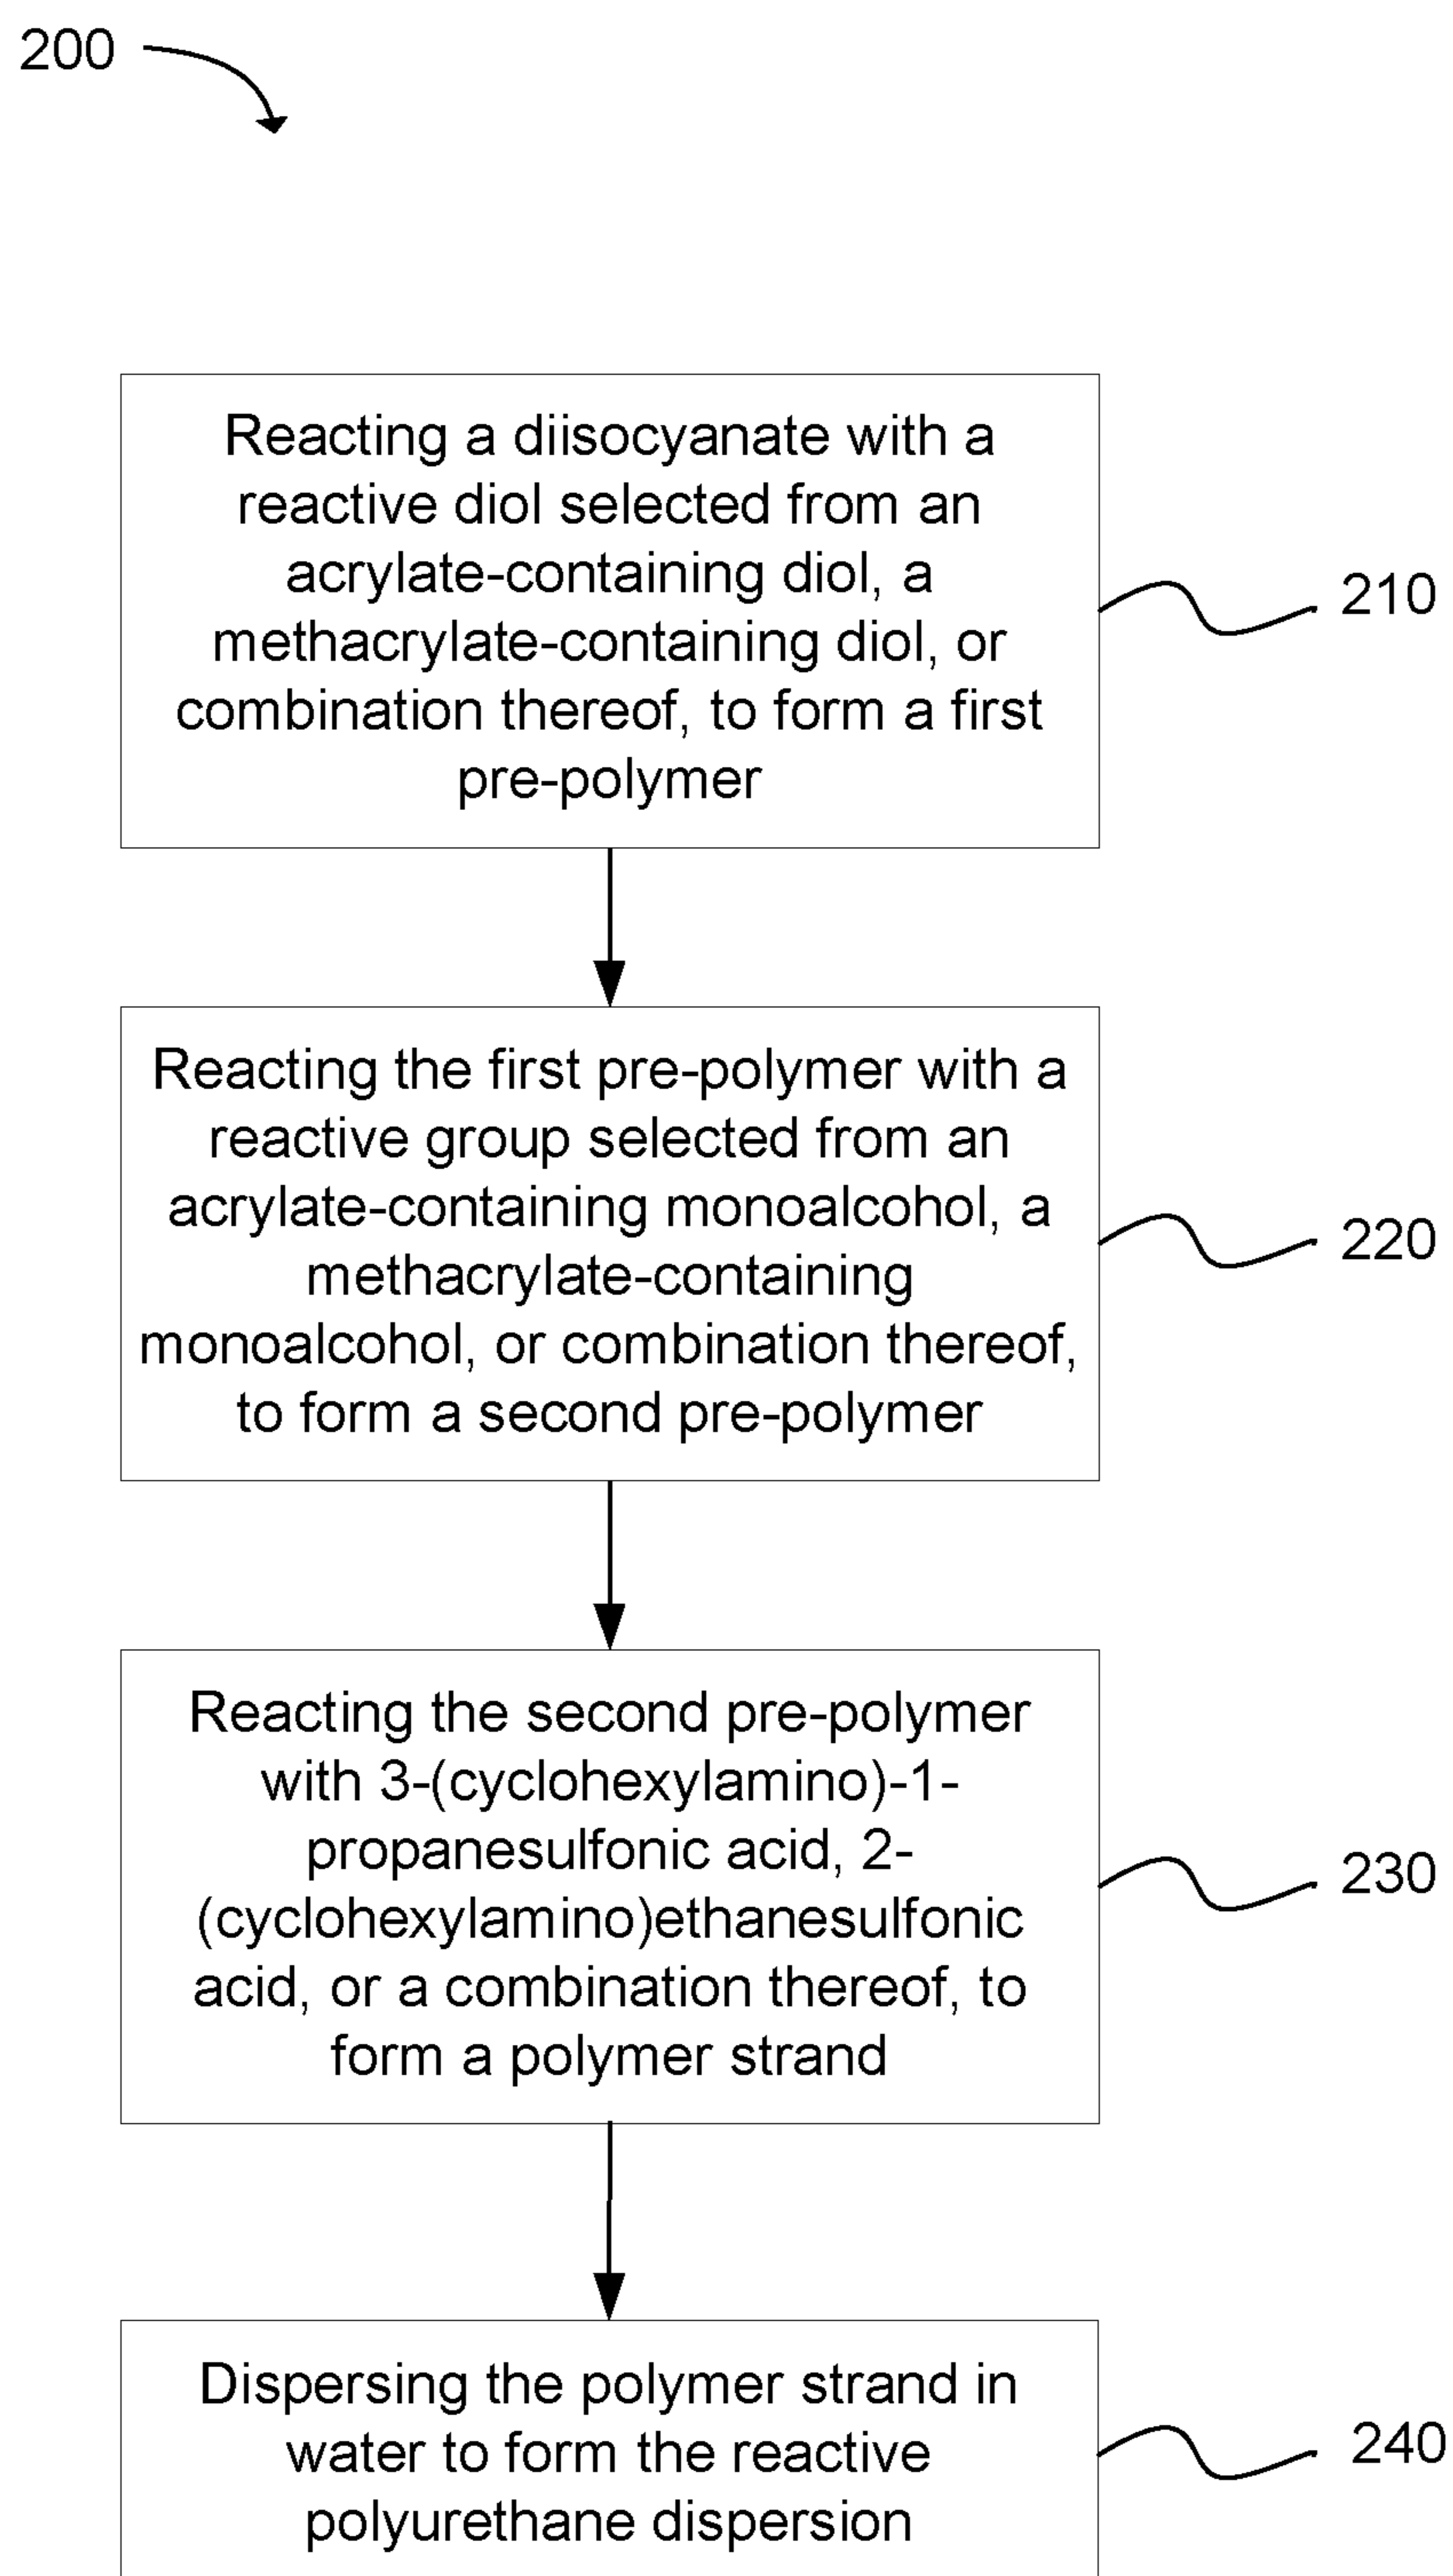 200
Reacting a diisocyanate with a
reactive diol selected from an
acrylate-containing diol, a
methacrylate-containing diol, or
combination thereof, to form a first
pre-polymer
210
Reacting the first pre-polymer with a
reactive group selected from an
acrylate-containing monoalcohol, a
methacrylate-containing
monoalcohol, or combination thereof,
to form a second pre-polymer
220
Reacting the second pre-polymer
with 3-(cyclohexylamino)-1-
propanesulfonic acid, 2-
(cyclohexylamino)ethanesulfonic
acid, or a combination thereof, to
form a polymer strand
230
Dispersing the polymer strand in
water to form the reactive
polyurethane dispersion
240